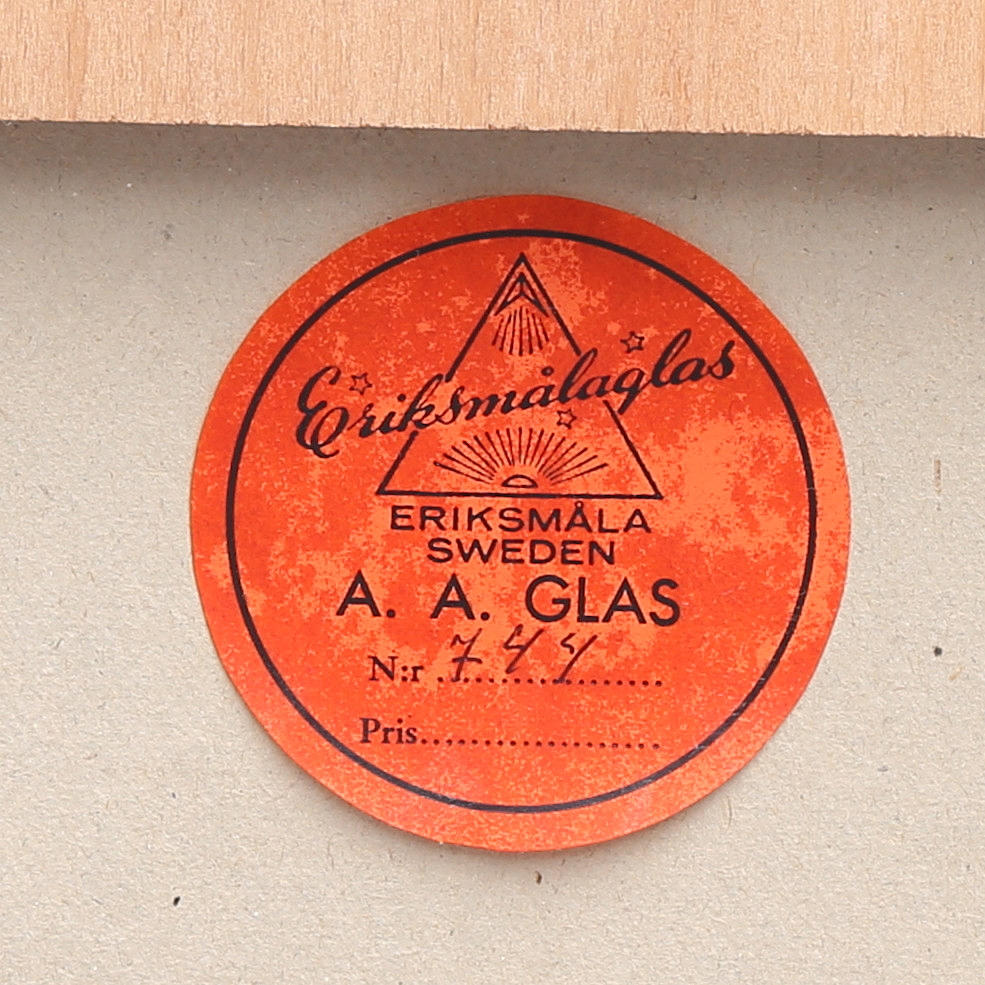 Eriksmålaglas
ERIKSMÅLA
SWEDEN
A. A. GLAS
N:r 744
Pris